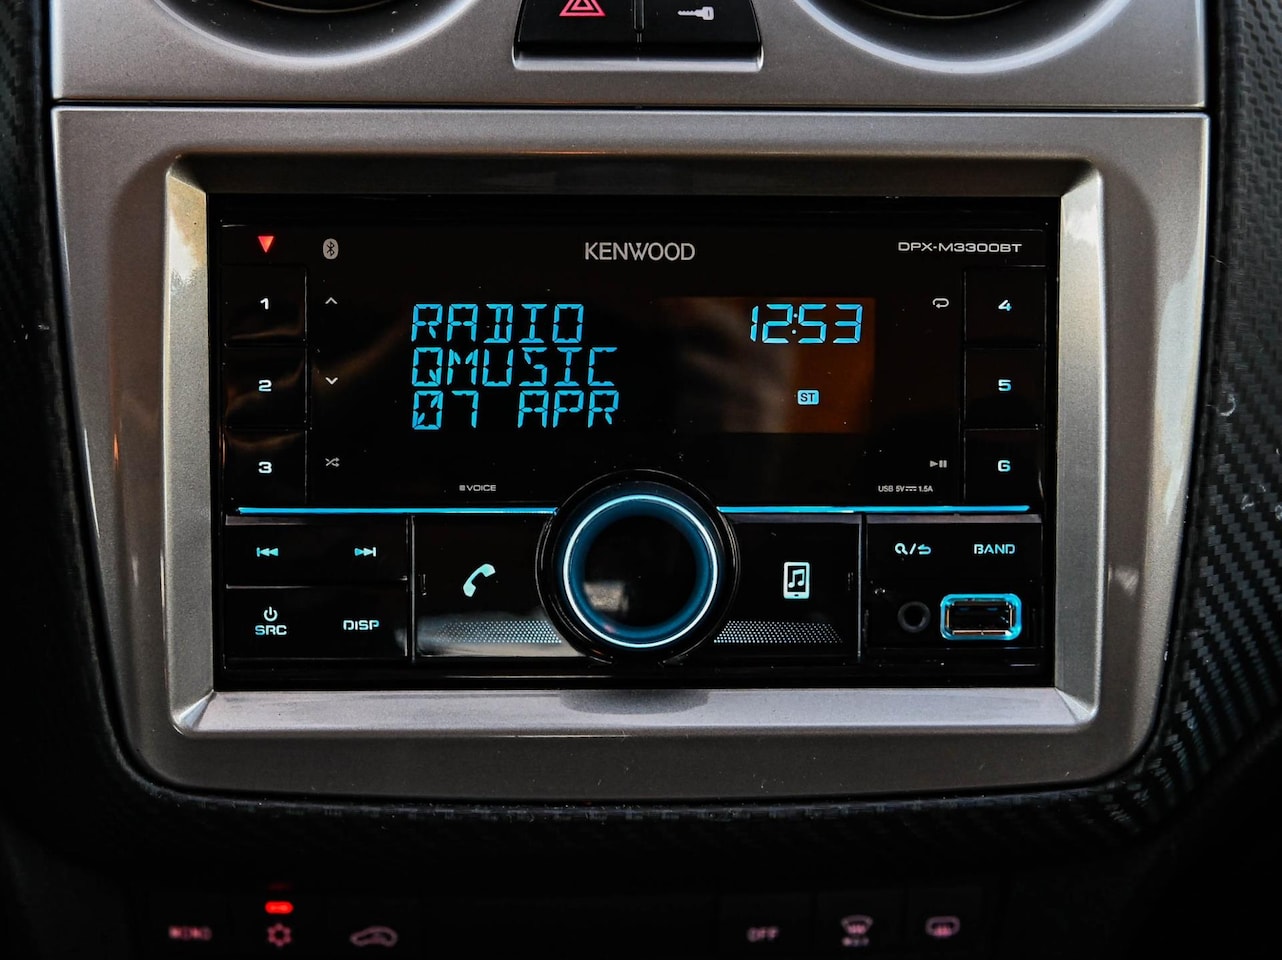 KENWOOD
DPX-M3300BT
1
RADIO
12:53
4
2
QMUSIC
ST
5
07 APR
3
6
VOICE
USB 5V 1.5A
BAND
SRC
DISP
OFF